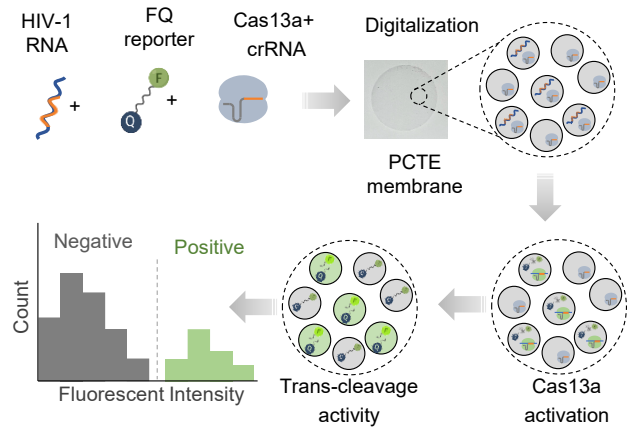 HIV-1
RNA
FQ
reporter
Cas13a+
crRNA
Digitalization
+
+
F
Q
PCTE
membrane
Negative
Positive
Count
Fluorescent Intensity
Trans-cleavage
activity
Cas13a
activation